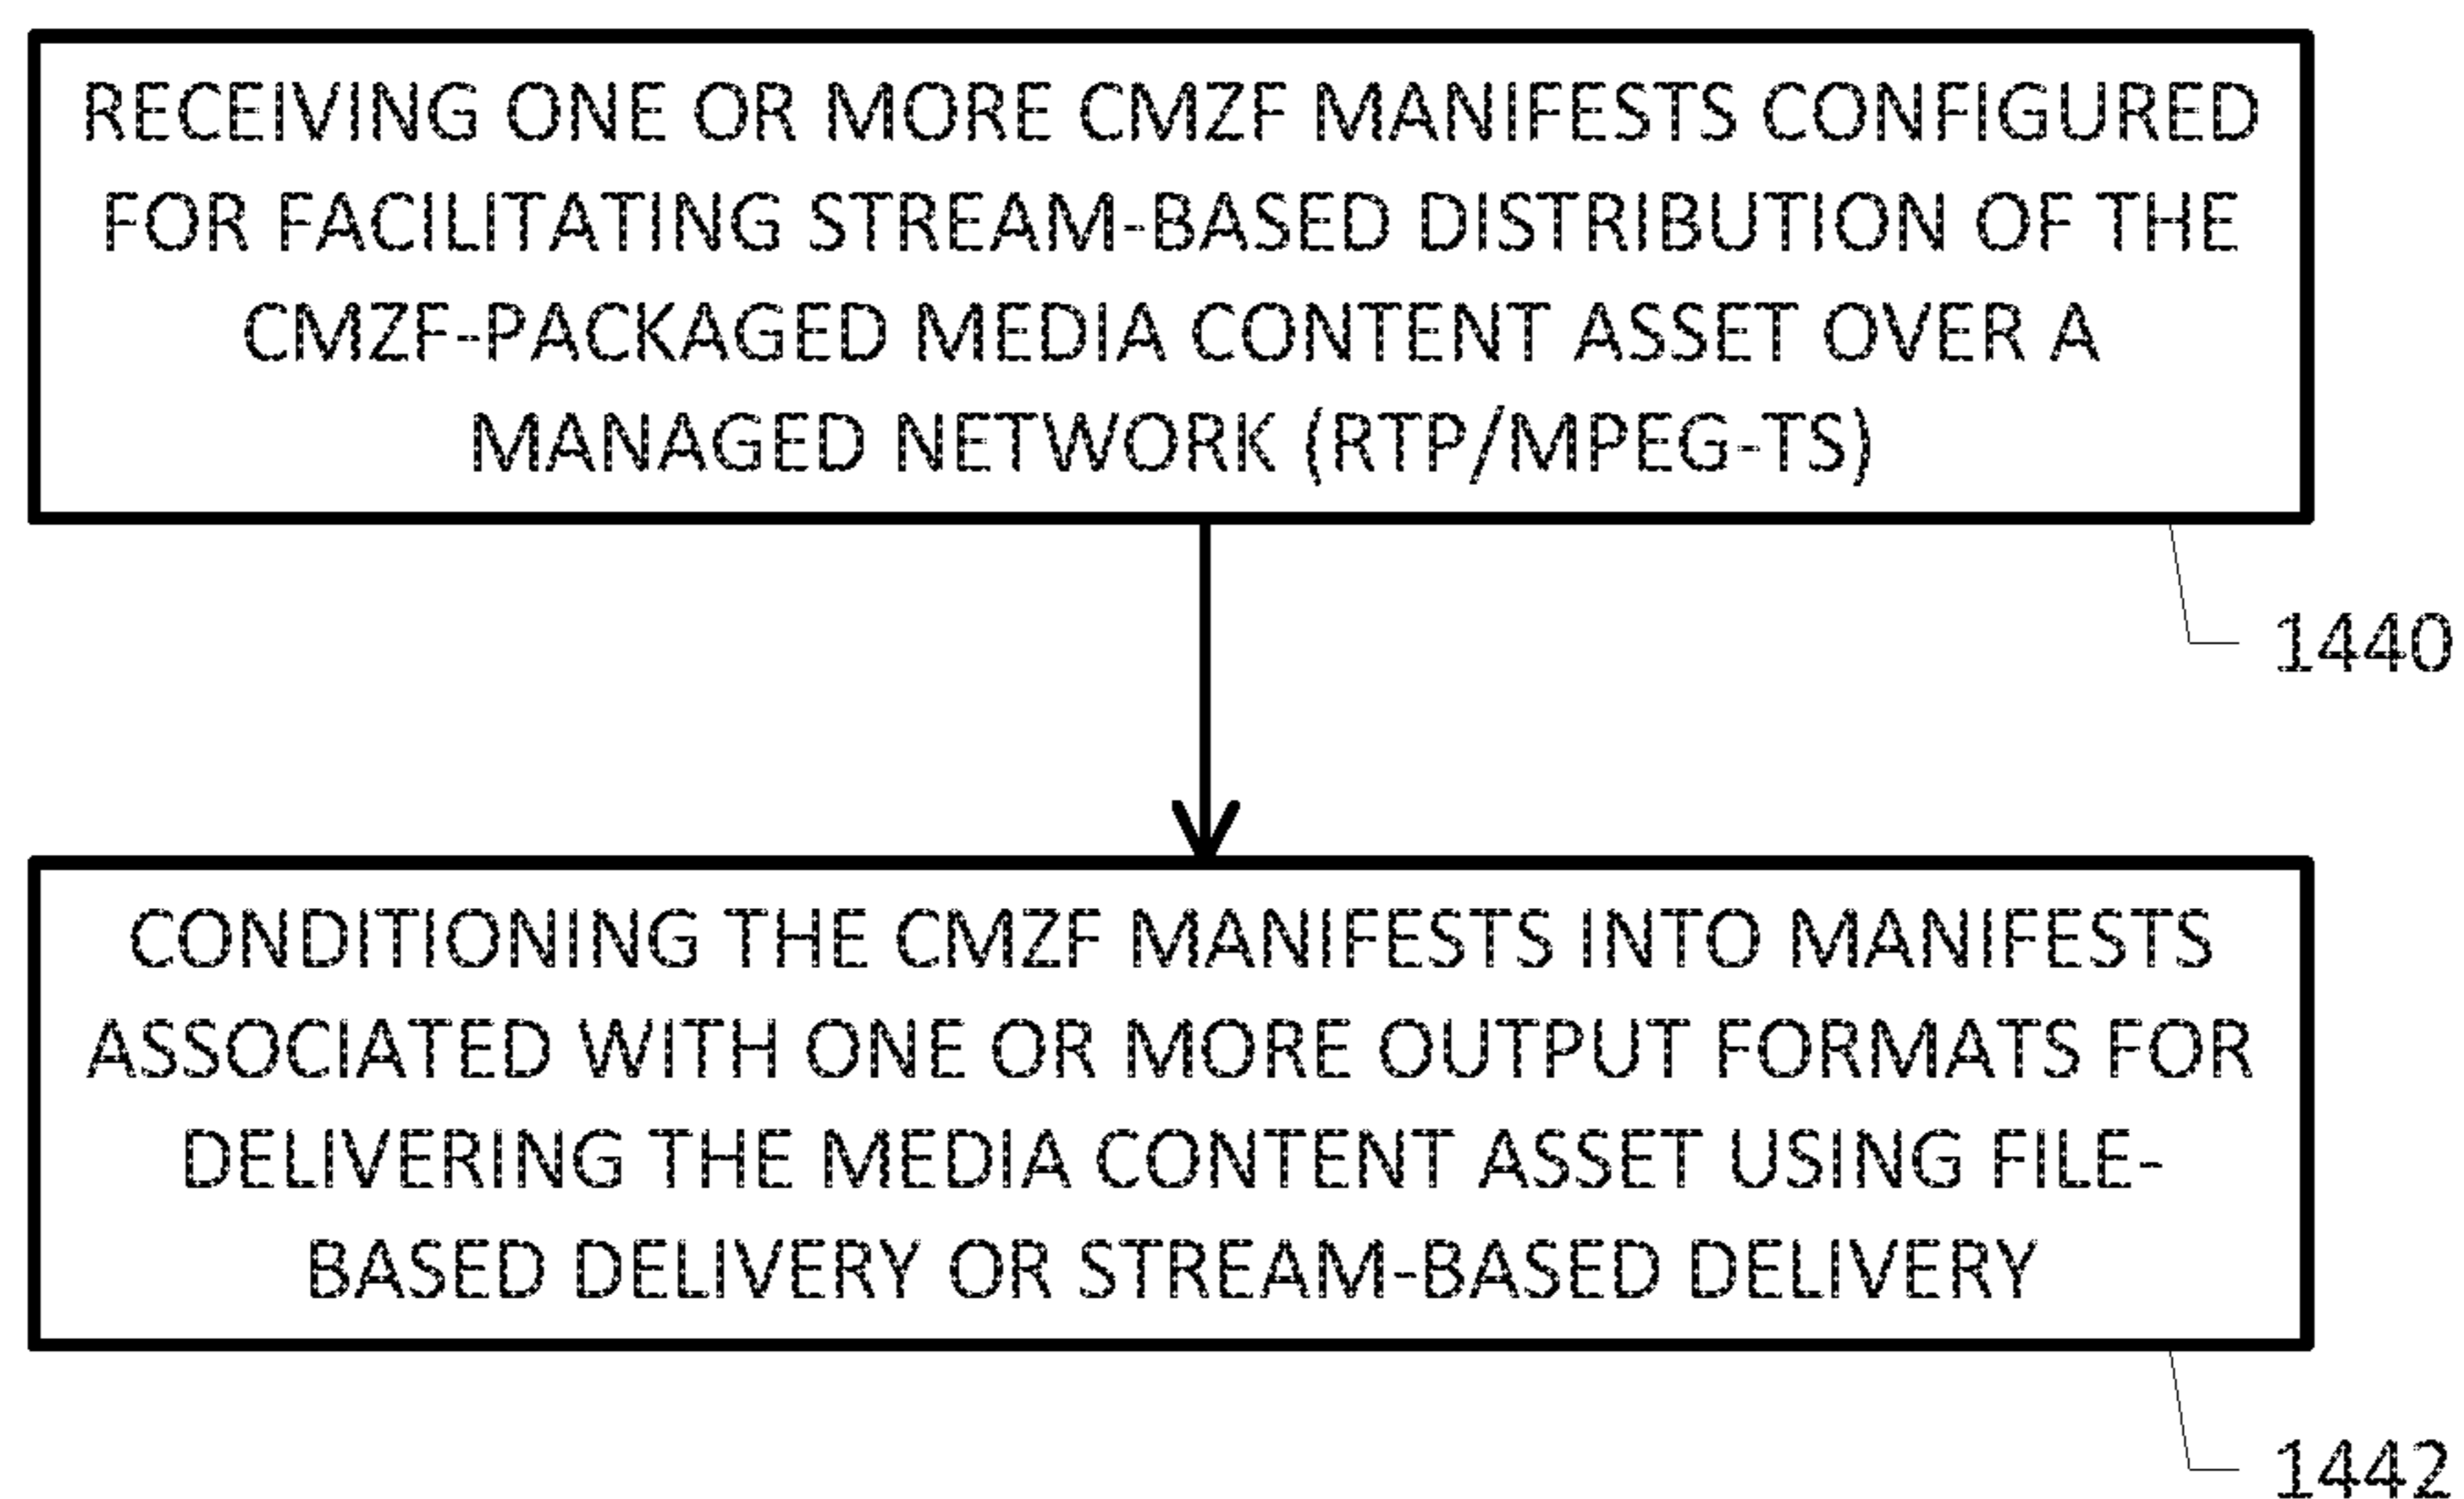 RECEIVING ONE OR MORE CMZF MANIFESTS CONFIGURED
FOR FACILITATING STREAM-BASED DISTRIBUTION OF THE
CMZF-PACKAGED MEDIA CONTENT ASSET OVER A
MANAGED NETWORK (RTP/MPEG-TS)
1440
CONDITIONING THE CMZF MANIFESTS INTO MANIFESTS
ASSOCIATED WITH ONE OR MORE OUTPUT FORMATS FOR
DELIVERING THE MEDIA CONTENT ASSET USING FILE-
BASED DELIVERY OR STREAM-BASED DELIVERY
1442